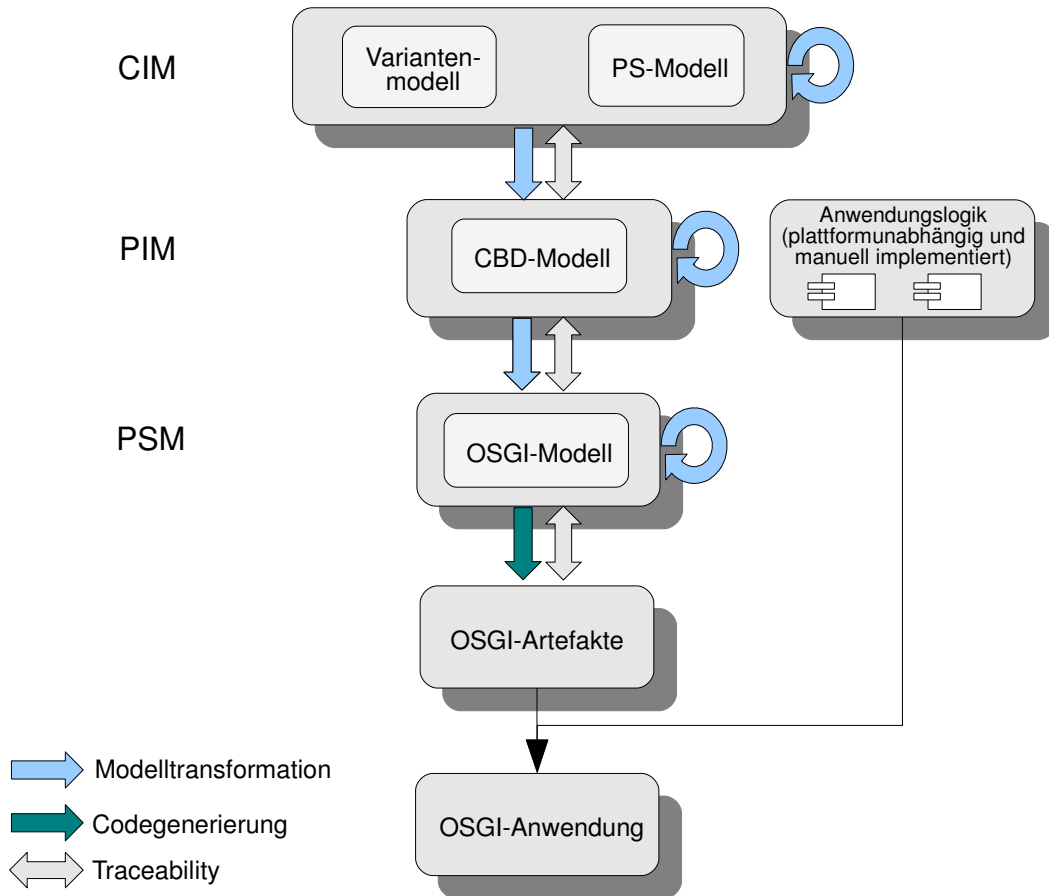 CIM
Varianten-
modell
PS-Modell
PIM
CBD-Modell
Anwendungslogik
(plattformunabhängig und
manuell implementiert)
PSM
OSGI-Modell
OSGI-Artefakte
OSGI-Anwendung
Modelltransformation
Codegenerierung
Traceability